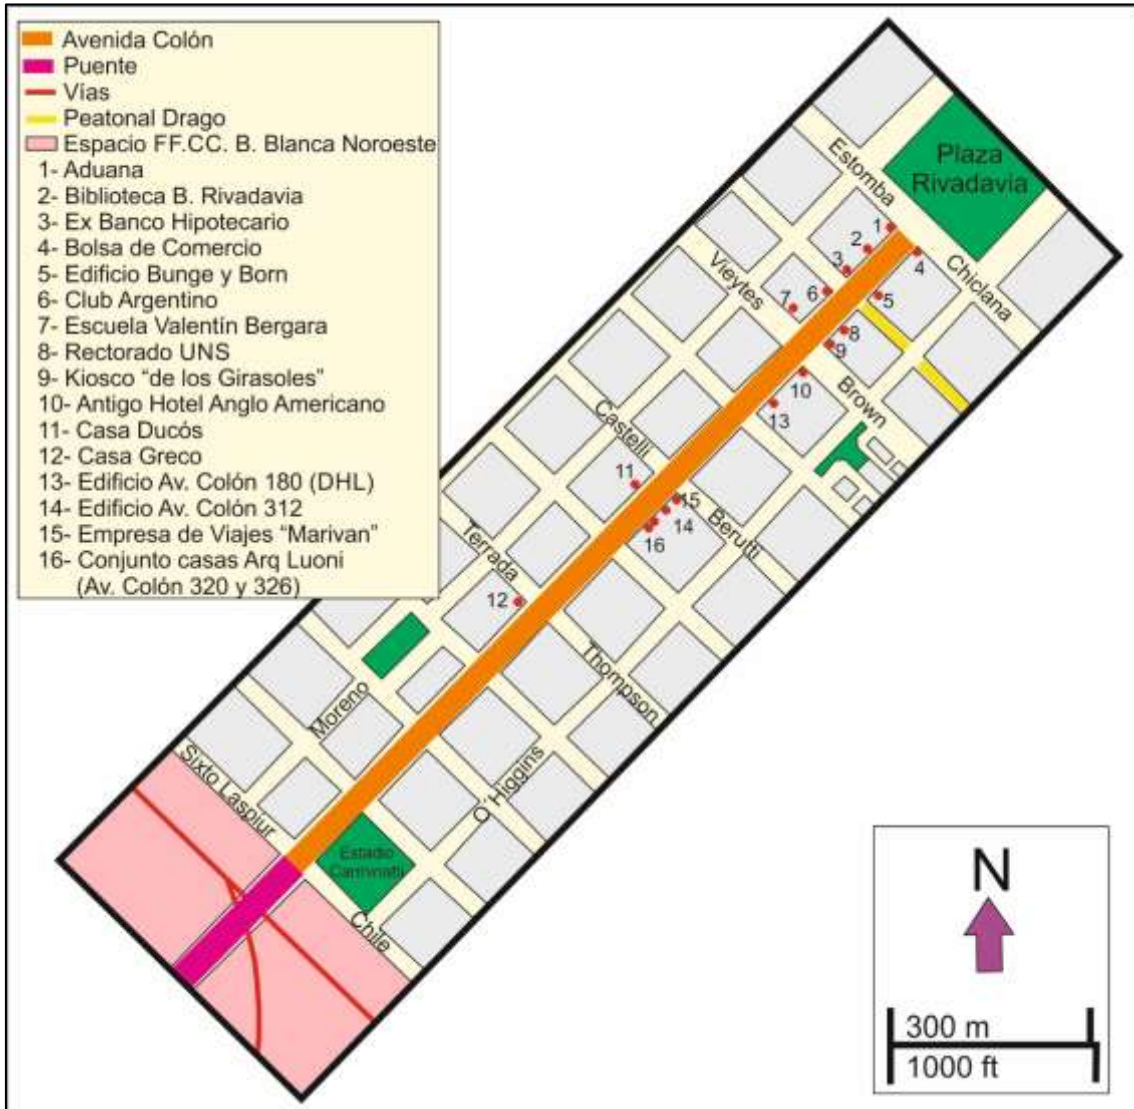 Avenida Colón
Puente
Vías
Peatonal Drago
Espacio FF.CC. B. Blanca Noroeste
1- Aduana
2- Biblioteca B. Rivadavia
3- Ex Banco Hipotecario
4- Bolsa de Comercio
5- Edificio Bunge y Born
6- Club Argentino
7- Escuela Valentín Bergara
8- Rectorado UNS
9- Kiosco “de los Girasoles”
10- Antigo Hotel Anglo Americano
11- Casa Ducós
12- Casa Greco
13- Edificio Av. Colón 180 (DHL)
14- Edificio Av. Colón 312
15- Empresa de Viajes “Marivan”
16- Conjunto casas Arq Luoni
(Av. Colón 320 y 326)
Plaza
Rivadavia
Estomba
Chiclana
Vieytes
Brown
Castelli
Berutti
Terrada
Thompson
Moreno
O´Higgins
Sixto Laspiur
Chile
Estadio
Carminatti
1
2
3
4
5
6
7
8
9
10
13
11
15
14
16
12
N
300 m
1000 ft